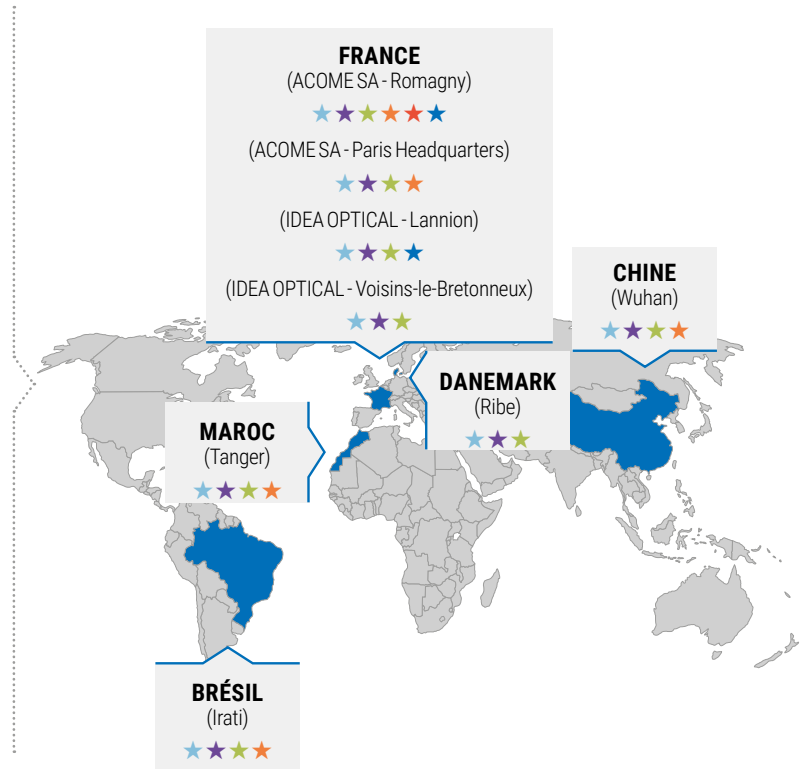 FRANCE
(ACOME SA - Romagny)
(ACOME SA - Paris Headquarters)
(IDEA OPTICAL - Lannion)
(IDEA OPTICAL - Voisins-le-Bretonneux)
CHINE
(Wuhan)
DANEMARK
(Ribe)
MAROC
(Tanger)
BRÉSIL
(Irati)